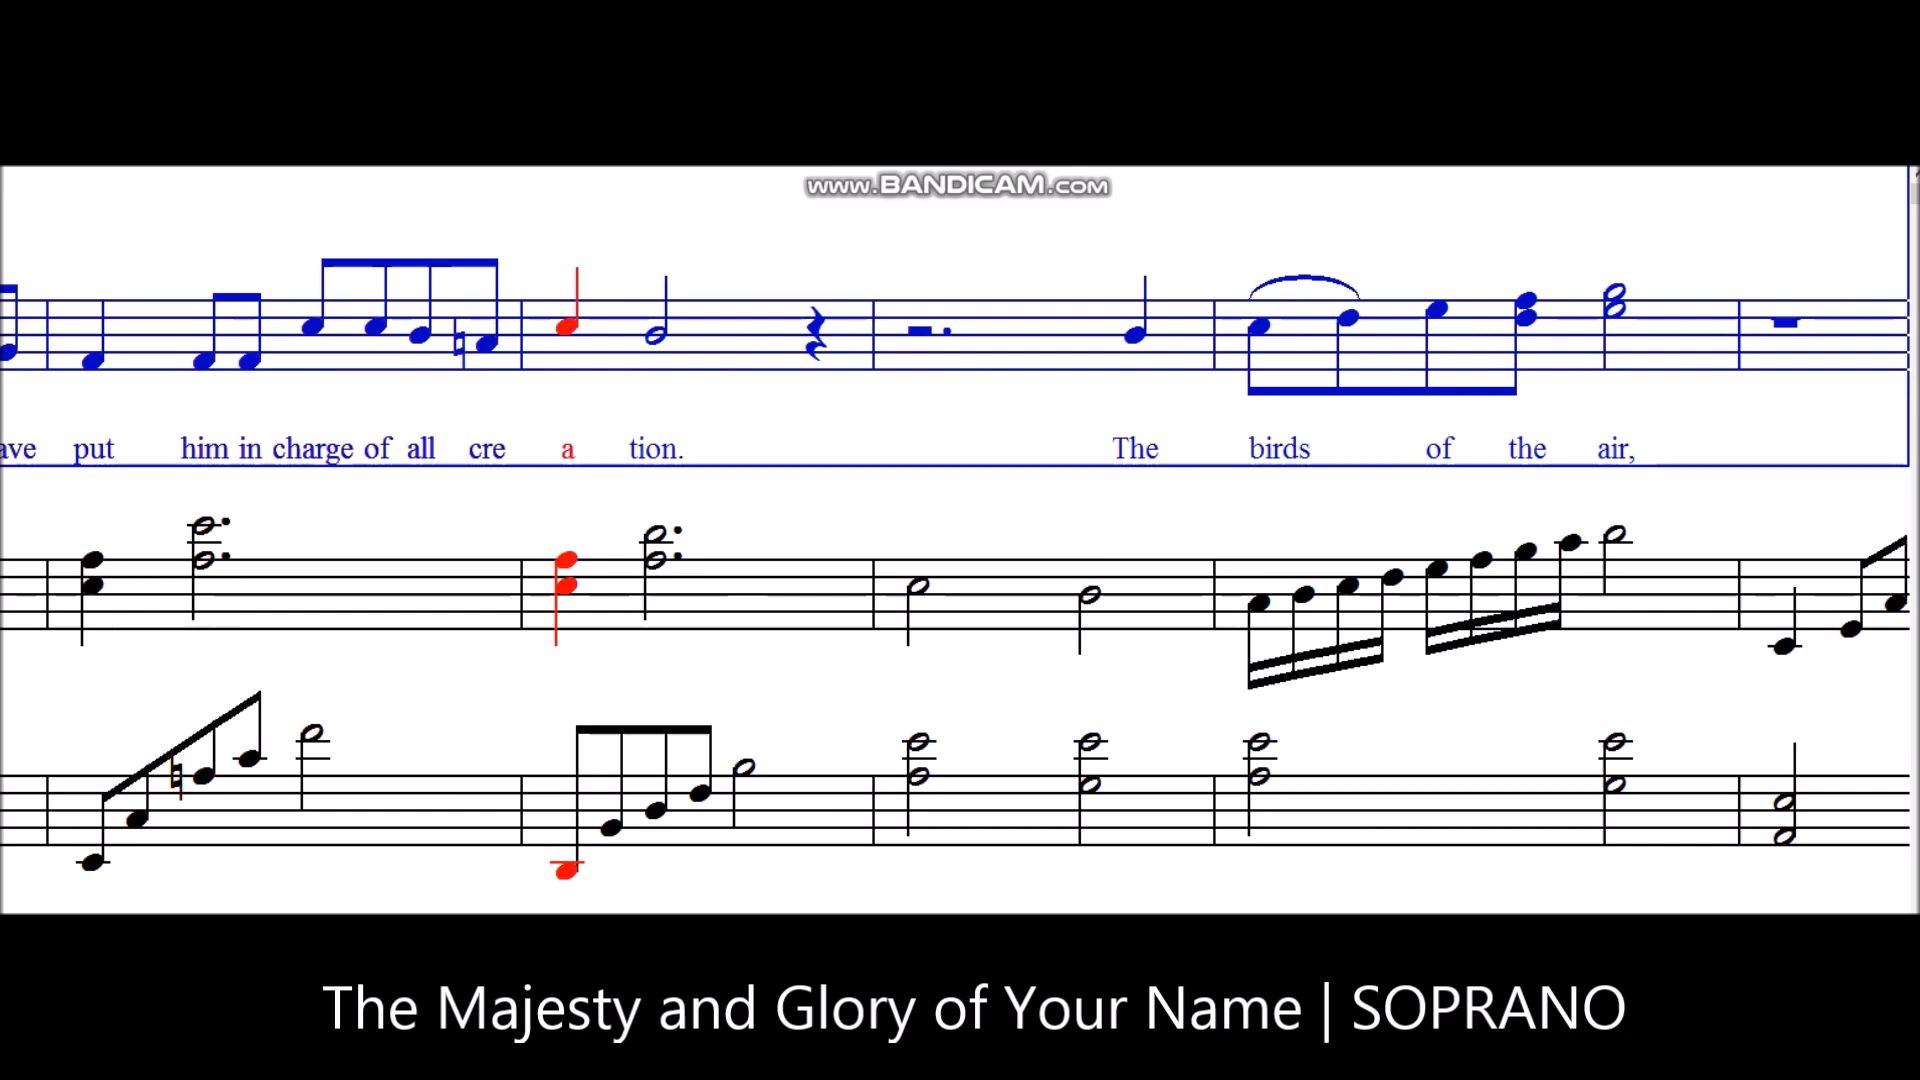 www.BANDICAM.com
ave put him in charge of all cre a tion. The birds of the air,
The Majesty and Glory of Your Name | SOPRANO